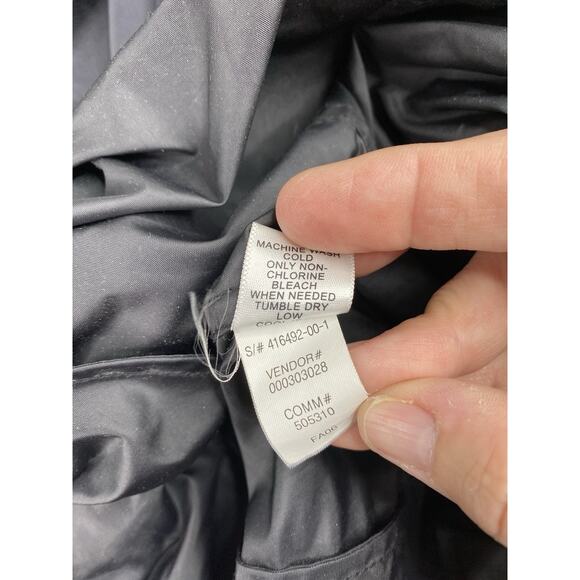 MACHINE WASH
COLD
ONLY NON-
CHLORINE
BLEACH
WHEN NEEDED
TUMBLE DRY
LOW
S/# 416492-00-1
VENDOR#
000303028
COMM#
505310